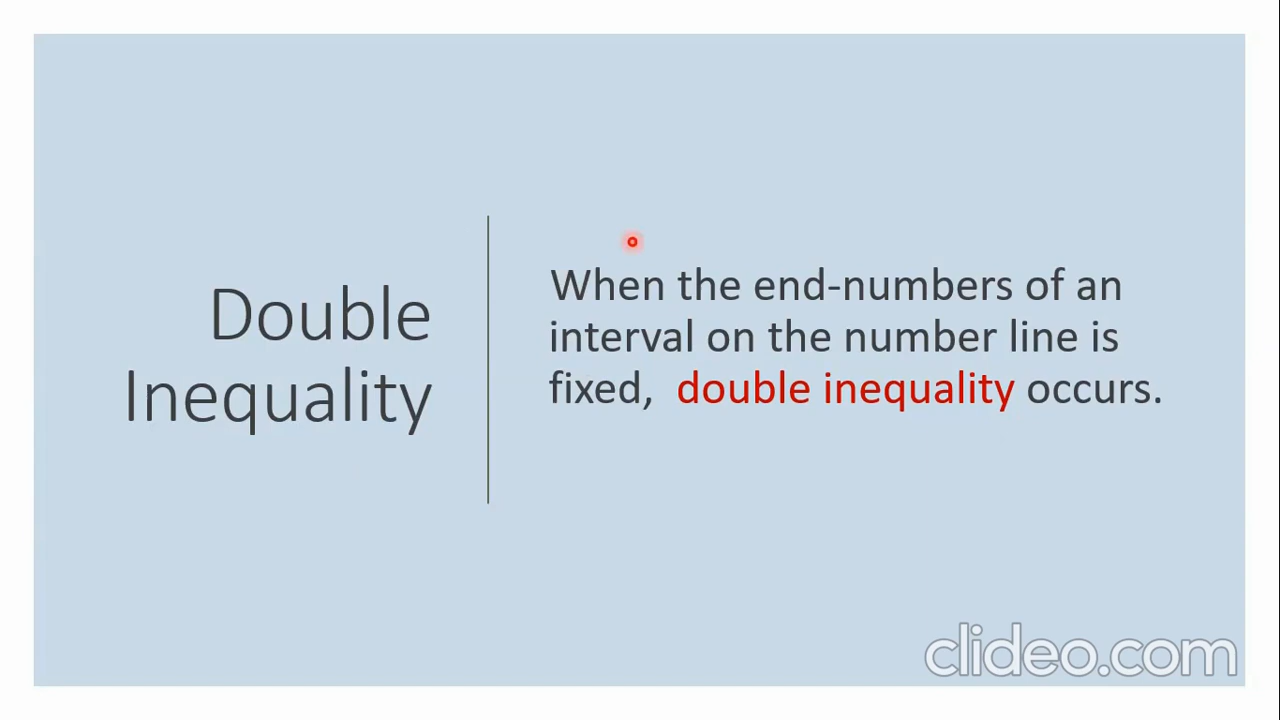 Double
Inequality
When the end-numbers of an
interval on the number line is
fixed,  double inequality occurs.
clideo.com